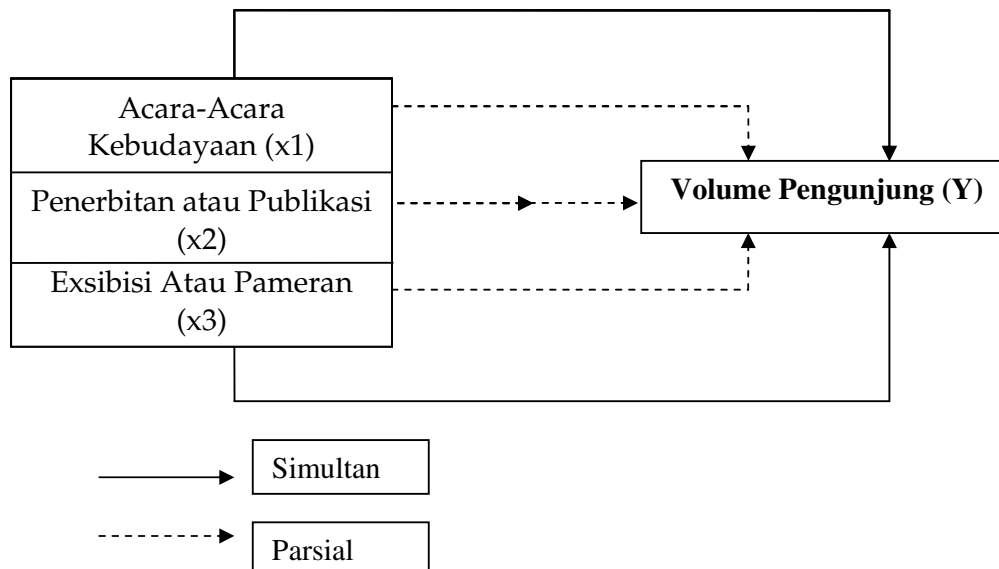 Acara-Acara
Kebudayaan (x1)
Penerbitan atau Publikasi
(x2)
Exsibisi Atau Pameran
(x3)
Volume Pengunjung (Y)
Simultan
Parsial